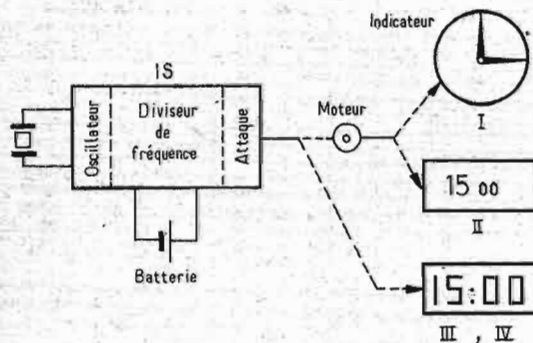 Indicateur
IS
Oscillateur
Diviseur
de
fréquence
Attaque
Moteur
I
15 00
II
Batterie
15:00
III , IV